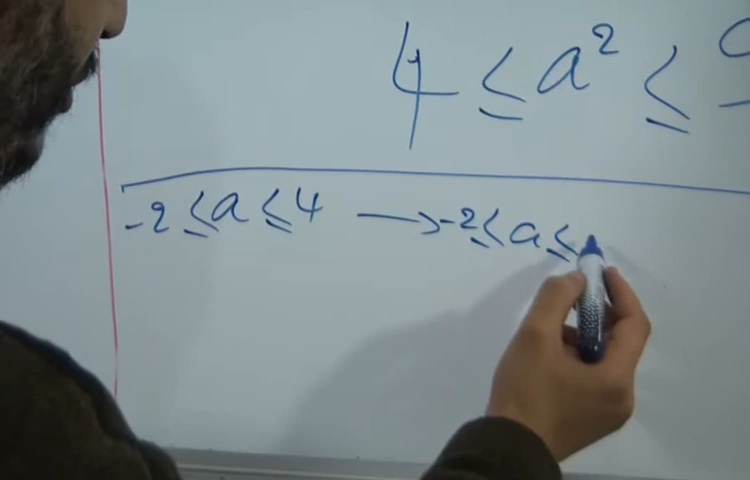 4 ≤ a² ≤
-2 ≤ a ≤ 4 → -2 ≤ a ≤